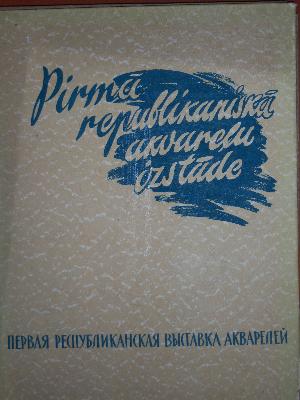 Pirmā
republikāniskā
akvareļu
izstāde
ПЕРВАЯ РЕСПУБЛИКАНСКАЯ ВЫСТАВКА АКВАРЕЛЕЙ